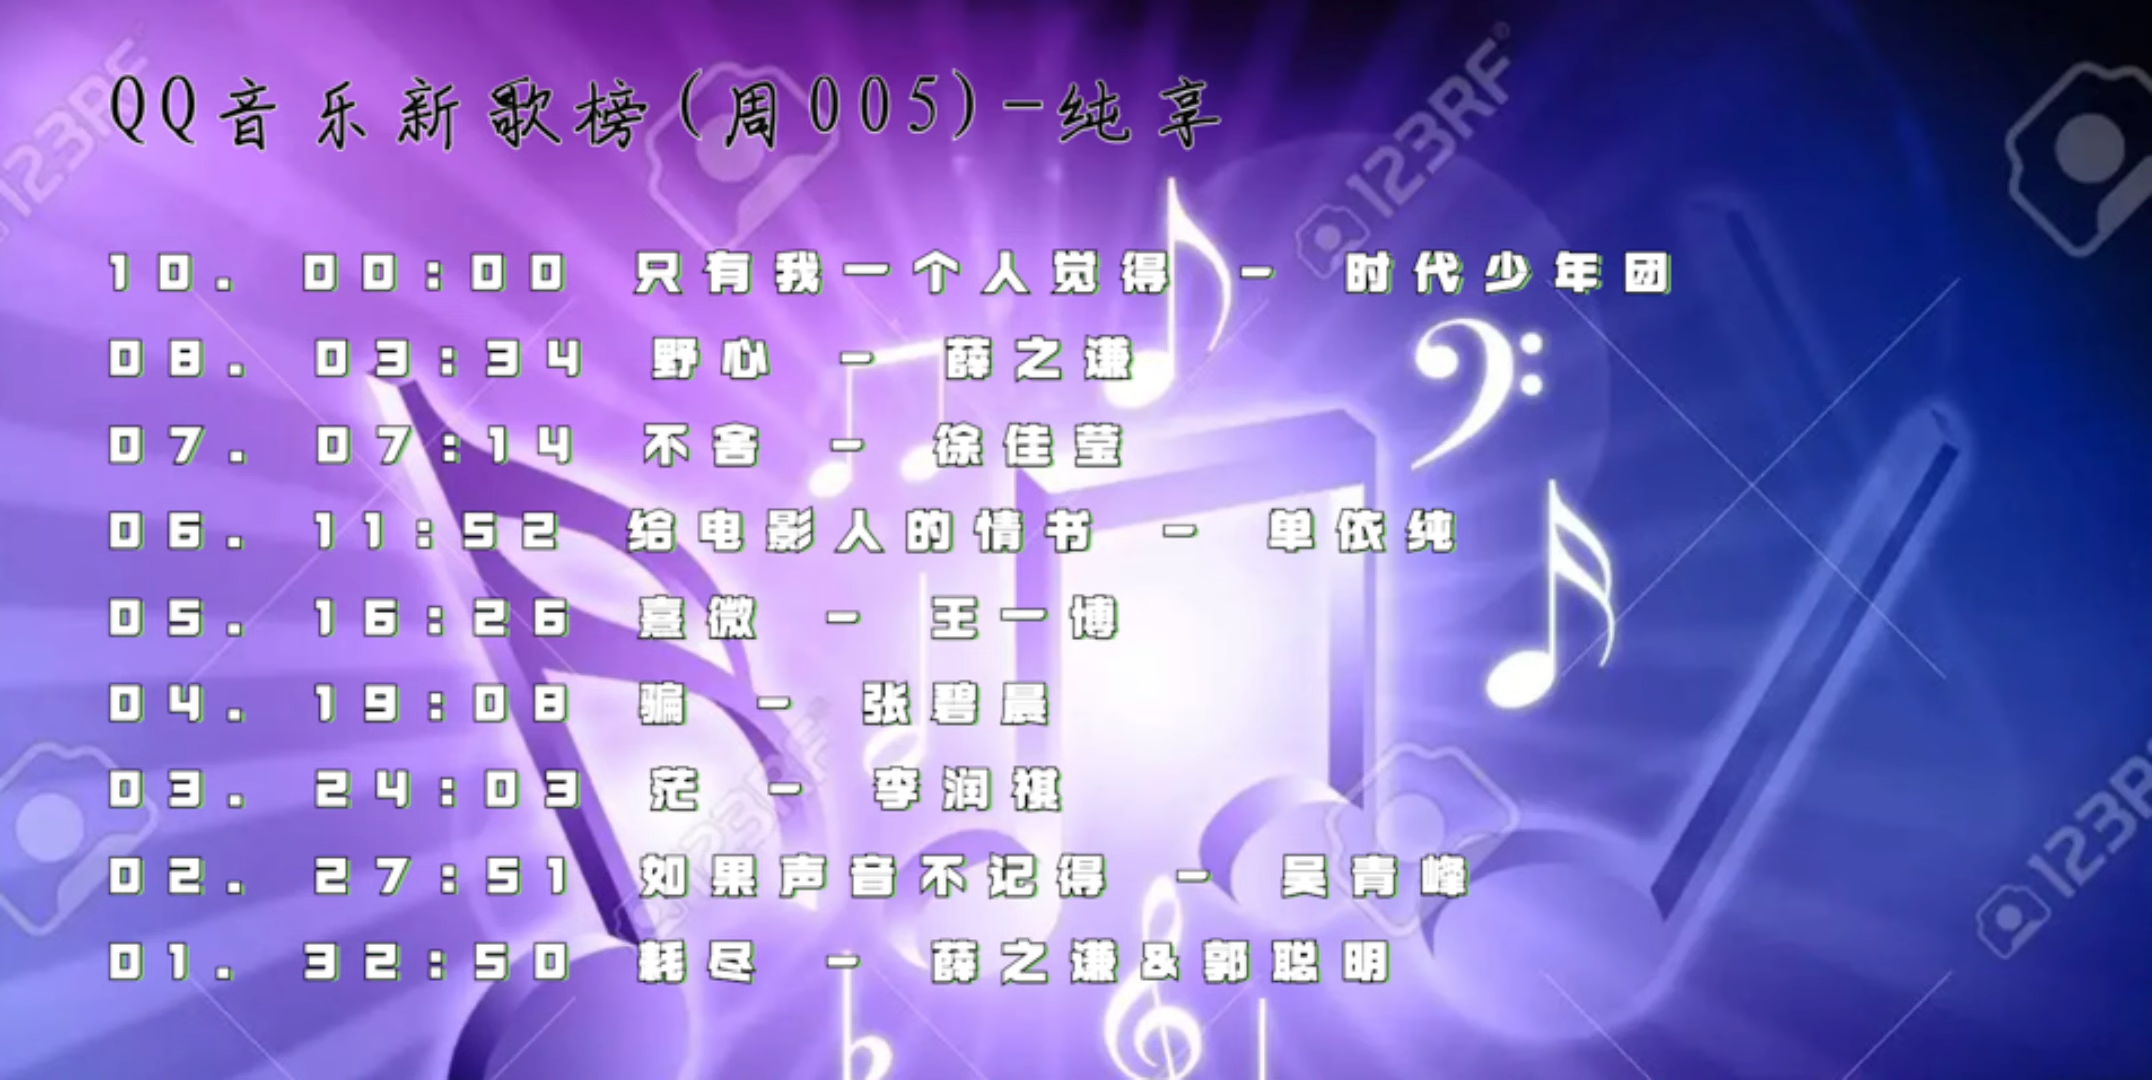 QQ音乐新歌榜(周005)-纯享
10. 00:00 只有我一个人觉得 - 时代少年团
08. 03:34 野心 - 薛之谦
07. 07:14 不舍 - 徐佳莹
06. 11:52 给电影人的情书 - 单依纯
05. 16:26 熹微 - 王一博
04. 19:08 骗 - 张碧晨
03. 24:03 茫 - 李润祺
02. 27:51 如果声音不记得 - 吴青峰
01. 32:50 耗尽 - 薛之谦&郭聪明
123RF
123RF
123RF
123RF